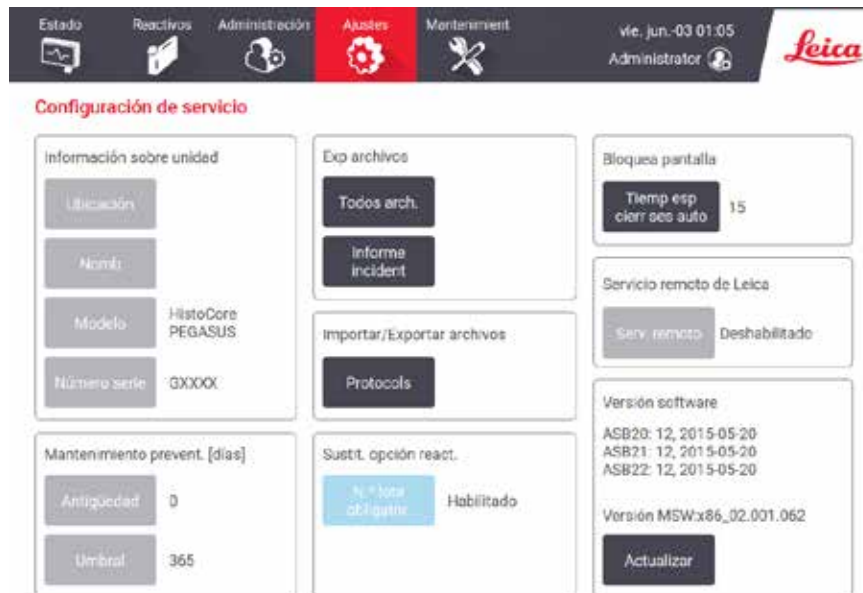 Estado
Reactivos
Administración
Ajustes
Mantenimient
vie. jun.-03 01:05
Administrator
Leica
Configuración de servicio
Información sobre unidad
Ubicación
Nomb
Modelo
HistoCore
PEGASUS
Número serie
GXXXX
Mantenimiento prevent. [días]
Antigüedad
0
Umbral
365
Exp archivos
Todos arch.
Informe
incident
Importar/Exportar archivos
Protocols
Sustit. opción react.
N.º lote
obligator
Habilitado
Bloquea pantalla
Tiemp esp
cierr ses auto
15
Servicio remoto de Leica
Serv. remoto
Deshabilitado
Versión software
ASB20: 12, 2015-05-20
ASB21: 12, 2015-05-20
ASB22: 12, 2015-05-20
Versión MSW:x86_02.001.062
Actualizar